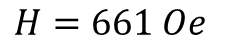 H = 661 Oe